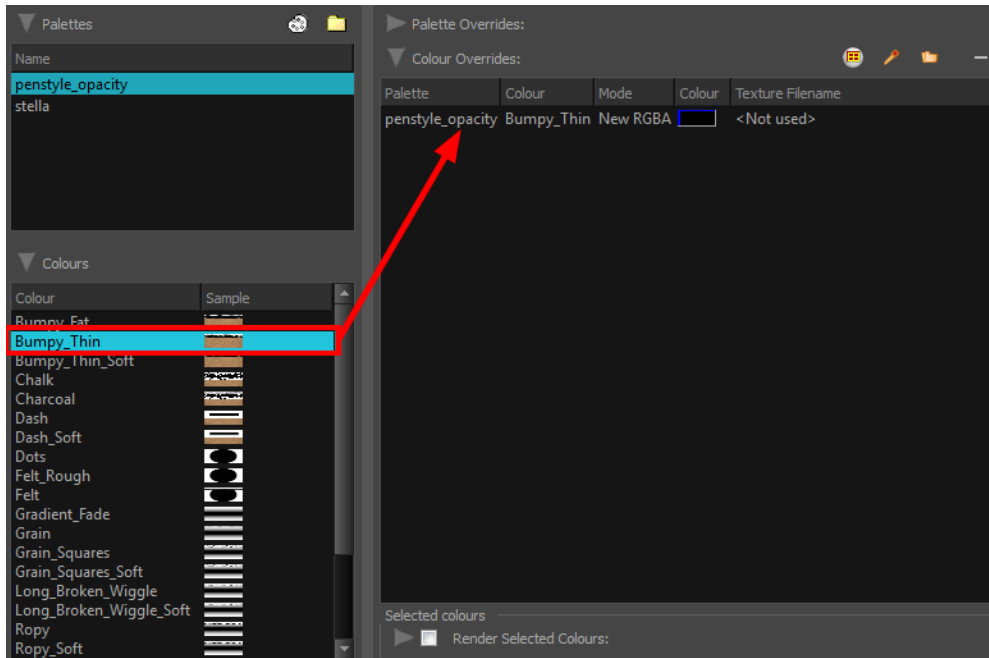 Palettes
Name
penstyle_opacity
stella
Colours
Colour Sample
Bumpy_Fat
Bumpy_Thin
Bumpy_Thin_Soft
Chalk
Charcoal
Dash
Dash_Soft
Dots
Felt_Rough
Felt
Gradient_Fade
Grain
Grain_Squares
Grain_Squares_Soft
Long_Broken_Wiggle
Long_Broken_Wiggle_Soft
Ropy
Ropy_Soft
Palette Overrides:
Colour Overrides:
Palette Colour Mode Colour Texture Filename
penstyle_opacity Bumpy_Thin New RGBA <Not used>
Selected colours
Render Selected Colours: